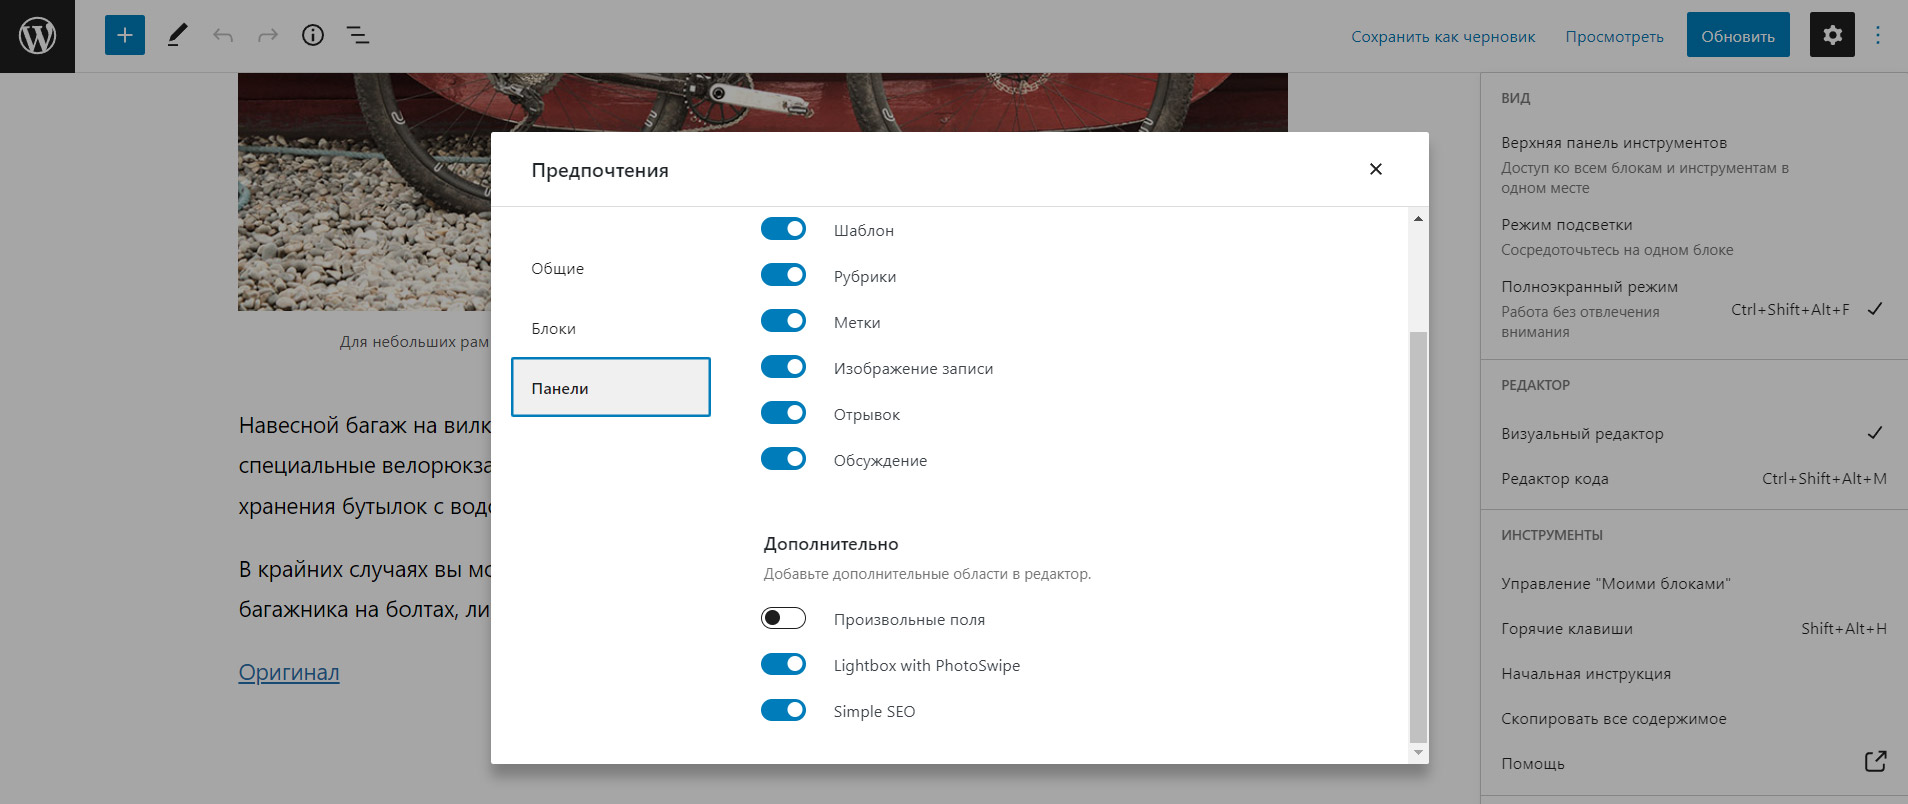 Сохранить как черновик
Просмотреть
Обновить
Для небольших рам
Навесной багаж на вилк
специальные велорюкза
хранения бутылок с вод
В крайних случаях вы мо
багажника на болтах, ли
Оригинал
Предпочтения
Общие
Блоки
Панели
Шаблон
Рубрики
Метки
Изображение записи
Отрывок
Обсуждение
Дополнительно
Добавьте дополнительные области в редактор.
Произвольные поля
Lightbox with PhotoSwipe
Simple SEO
ВИД
Верхняя панель инструментов
Доступ ко всем блокам и инструментам в
одном месте
Режим подсветки
Сосредоточьтесь на одном блоке
Полноэкранный режим
Работа без отвлечения
внимания
Ctrl+Shift+Alt+F
РЕДАКТОР
Визуальный редактор
Редактор кода Ctrl+Shift+Alt+M
ИНСТРУМЕНТЫ
Управление "Моими блоками"
Горячие клавиши Shift+Alt+H
Начальная инструкция
Скопировать все содержимое
Помощь